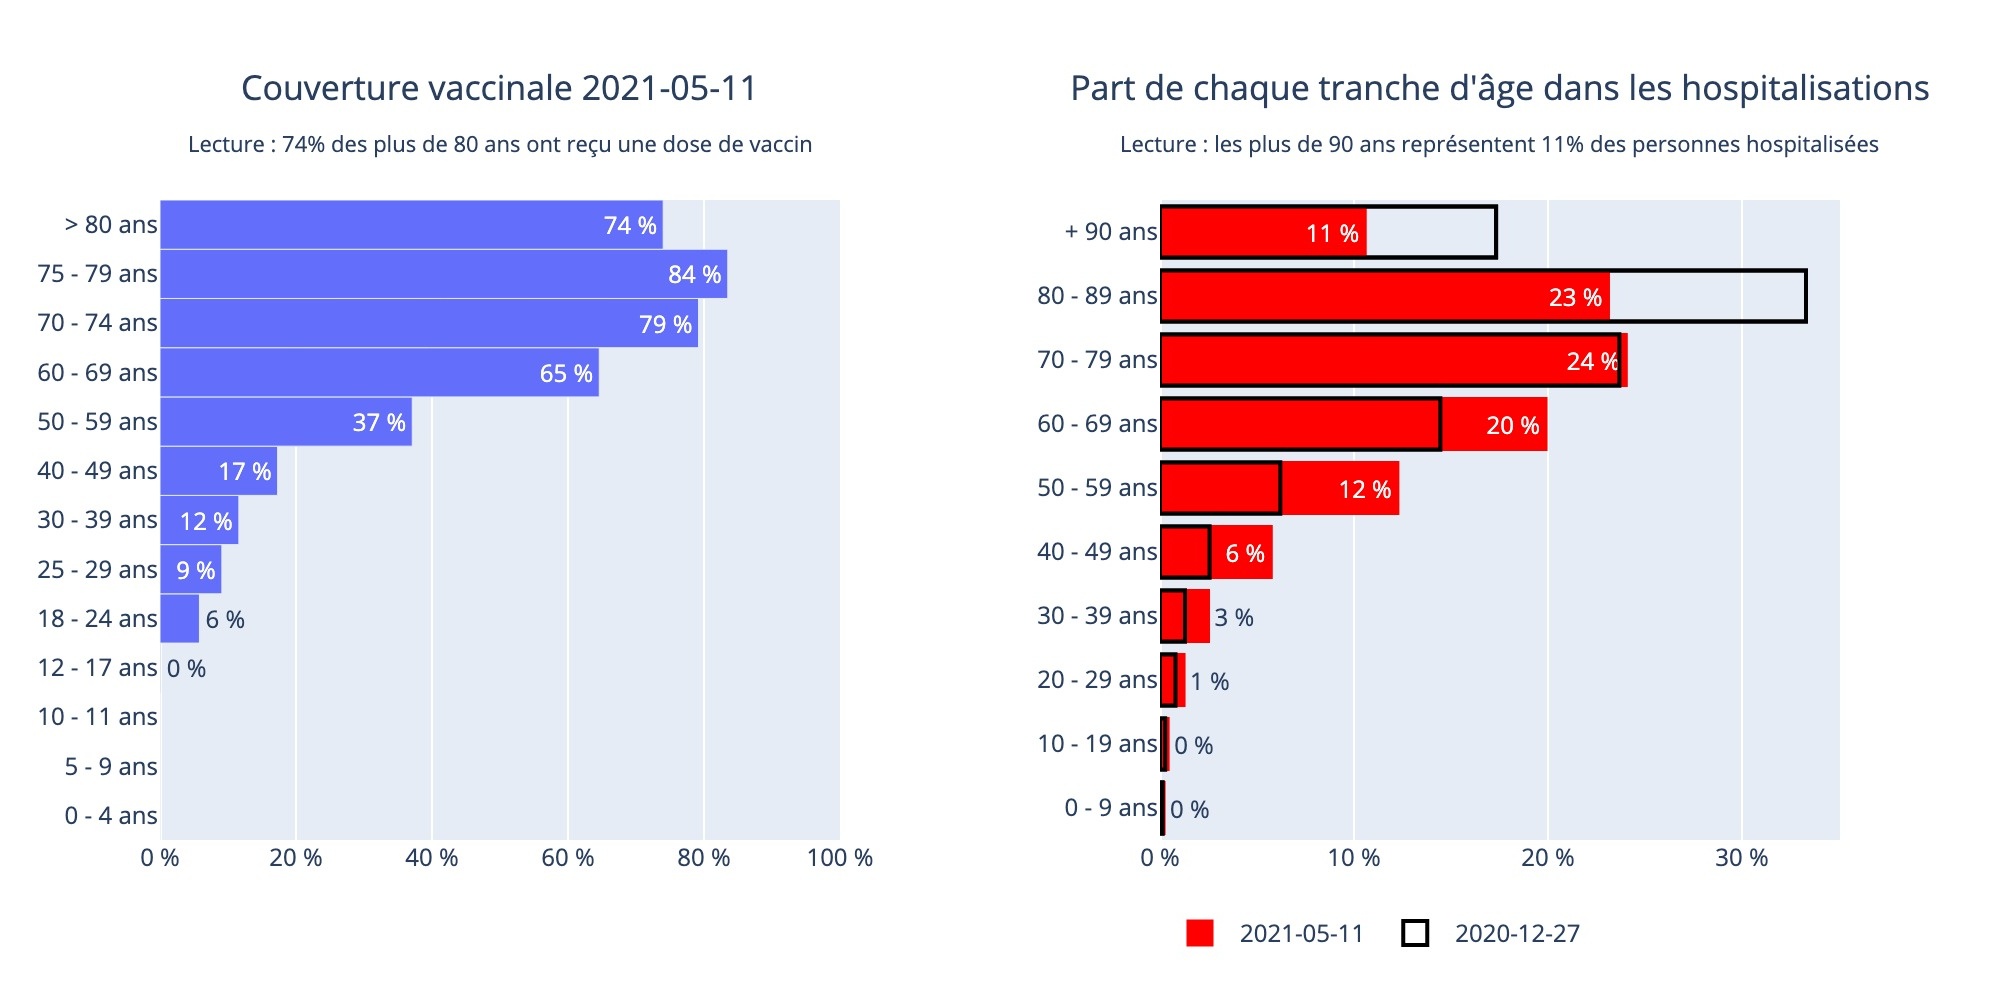 Couverture vaccinale 2021-05-11
Lecture : 74% des plus de 80 ans ont reçu une dose de vaccin
> 80 ans 74 %
75 - 79 ans 84 %
70 - 74 ans 79 %
60 - 69 ans 65 %
50 - 59 ans 37 %
40 - 49 ans 17 %
30 - 39 ans 12 %
25 - 29 ans 9 %
18 - 24 ans 6 %
12 - 17 ans 0 %
10 - 11 ans
5 - 9 ans
0 - 4 ans
0 % 20 % 40 % 60 % 80 % 100 %
Part de chaque tranche d'âge dans les hospitalisations
Lecture : les plus de 90 ans représentent 11% des personnes hospitalisées
+ 90 ans 11 %
80 - 89 ans 23 %
70 - 79 ans 24 %
60 - 69 ans 20 %
50 - 59 ans 12 %
40 - 49 ans 6 %
30 - 39 ans 3 %
20 - 29 ans 1 %
10 - 19 ans 0 %
0 - 9 ans 0 %
0 % 10 % 20 % 30 %
2021-05-11 2020-12-27